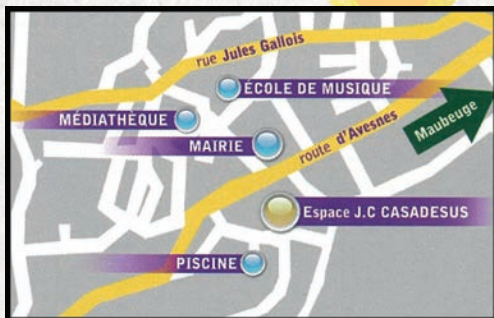 rue Jules Gallois
ÉCOLE DE MUSIQUE
MÉDIATHÈQUE
Maubeuge
MAIRIE
route d'Avesnes
Espace J.C CASADESUS
PISCINE